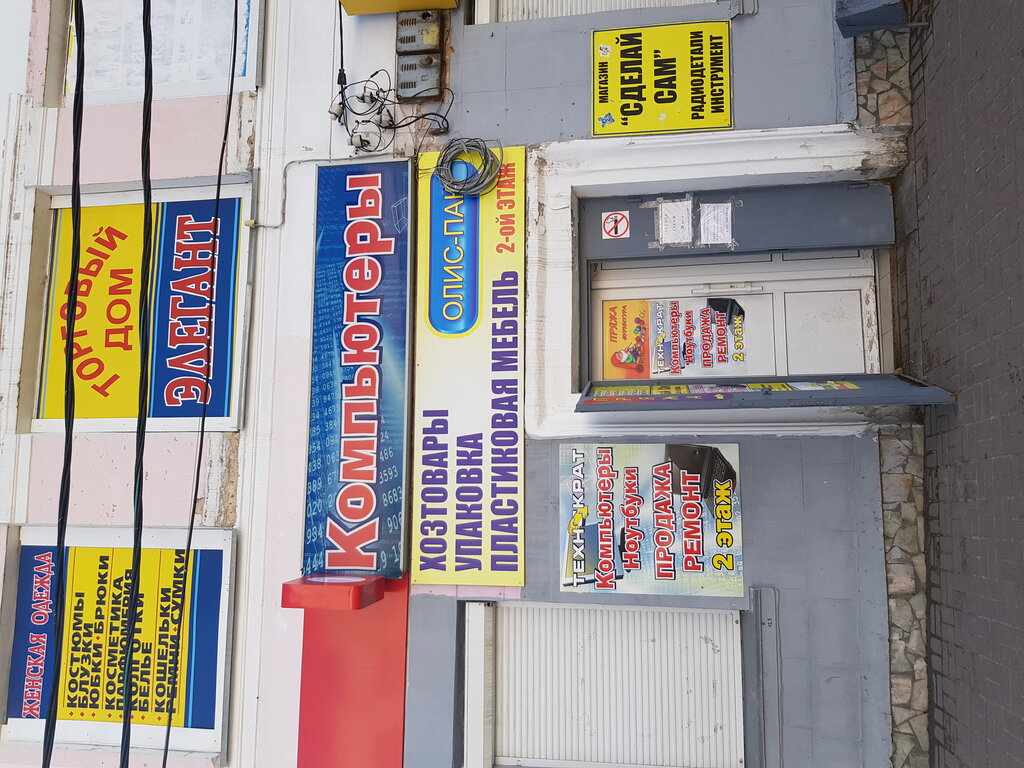 ЖЕНСКАЯ ОДЕЖДА
КОСТЮМЫ
БЛУЗКИ
ЮБКИ·БРЮКИ
КОСМЕТИКА
ПАРФЮМЕРИЯ
КОЛГОТКИ
БЕЛЬЕ
КОШЕЛЬКИ
РЕМНИ·СУМКИ
ТОРГОВЫЙ
ДОМ
ЭЛЕГАНТ
Компьютеры
ОЛИС-ПАК
ХОЗТОВАРЫ
УПАКОВКА
ПЛАСТИКОВАЯ МЕБЕЛЬ 2-ОЙ ЭТАЖ
ТЕХНОКРАТ
Компьютеры
Ноутбуки
ПРОДАЖА
РЕМОНТ
2 этаж
ПРЯЖА
ФУРНИТУРА
ТЕХНОКРАТ
Компьютеры
Ноутбуки
ПРОДАЖА
РЕМОНТ
2 этаж
МАГАЗИН
"СДЕЛАЙ
САМ"
РАДИОДЕТАЛИ
ИНСТРУМЕНТ